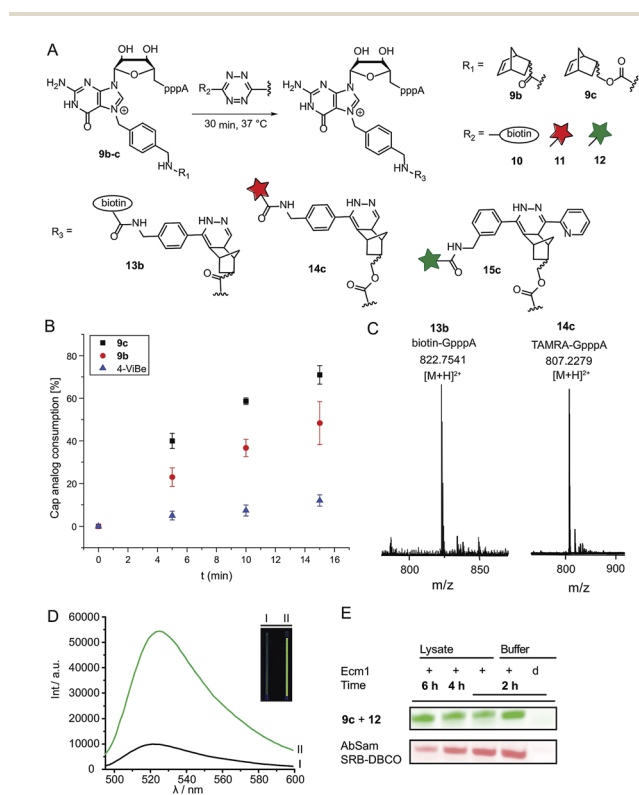 A
OH OH
O
pppA
H2N
N
N
N
HN
N
O
9b-c
HN
R1
R2
N=N
N-N
30 min, 37 °C
OH OH
O
pppA
H2N
N
N
N
HN
N
O
HN
R3
R1 =
O
9b
O
O
9c
R2 =
biotin
10
11
12
R3 =
biotin
O
NH
HN-N
13b
O
O
NH
HN-N
14c
O
O
HN
O
HN-N
N
15c
O
O
B
9c
9b
4-ViBe
Cap analog consumption [%]
80
60
40
20
0
0 2 4 6 8 10 12 14 16
t (min)
C
13b 14c
biotin-GpppA TAMRA-GpppA
822.7541 807.2279
[M+H]2+ [M+H]2+
800 850 800 900
m/z m/z
D
Int./ a.u.
60000
50000
40000
30000
20000
10000
0
500 520 540 560 580 600
λ / nm
I II
II
I
E
Lysate Buffer
Ecm1 + + + + d
Time 6 h 4 h 2 h
9c + 12
AbSam
SRB-DBCO